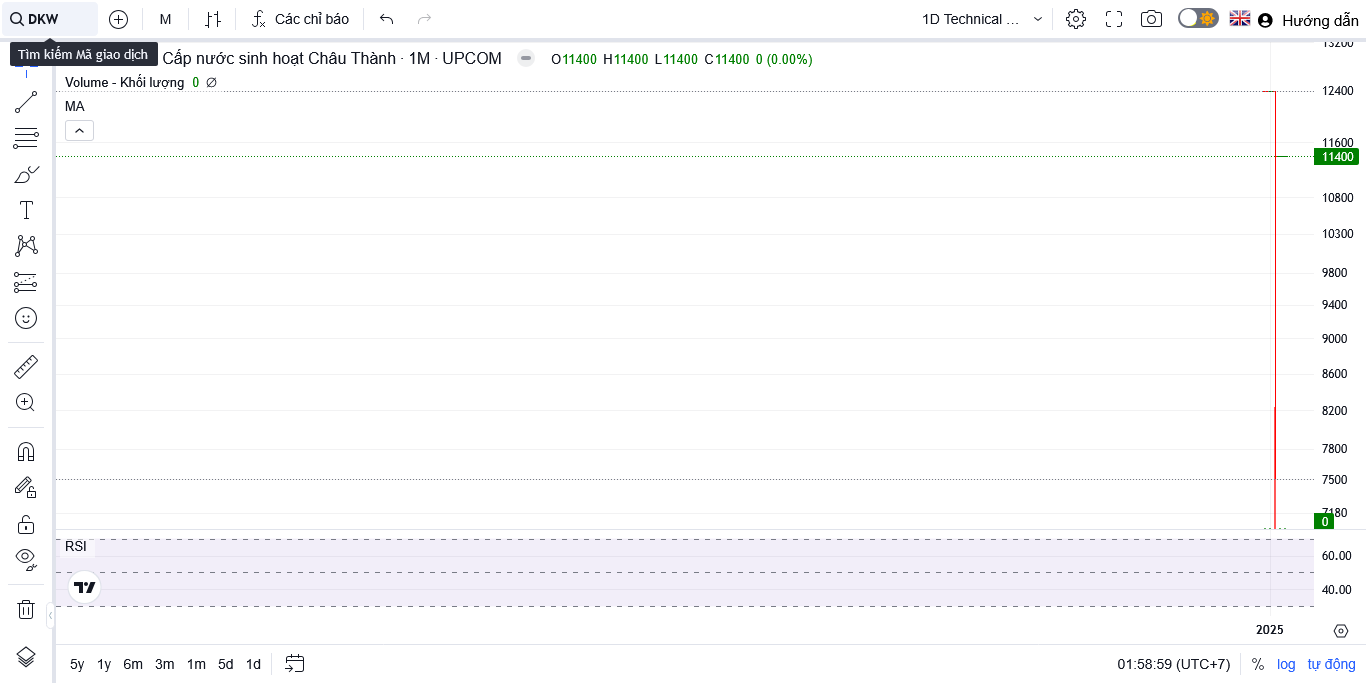 DKW
M
Các chỉ báo
1D Technical ...
Hướng dẫn
Tìm kiếm Mã giao dịch
Cấp nước sinh hoạt Châu Thành · 1M · UPCOM
O11400 H11400 L11400 C11400 0 (0.00%)
Volume - Khối lượng 0 ∅
MA
13200
12400
11600
11400
10800
10300
9800
9400
9000
8600
8200
7800
7500
7180
0
RSI
60.00
40.00
2025
5y 1y 6m 3m 1m 5d 1d
01:58:59 (UTC+7)
% log tự động